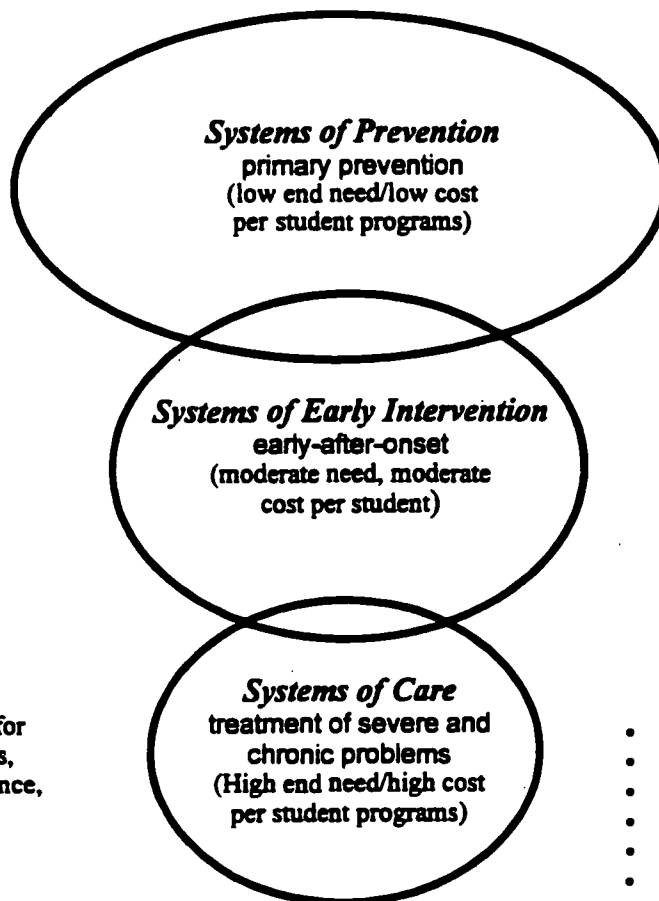 Systems of Prevention
primary prevention
(low end need/low cost
per student programs)
Systems of Early Intervention
early-after-onset
(moderate need, moderate
cost per student)
Systems of Care
treatment of severe and
chronic problems
(High end need/high cost
per student programs)
for
s,
nce,